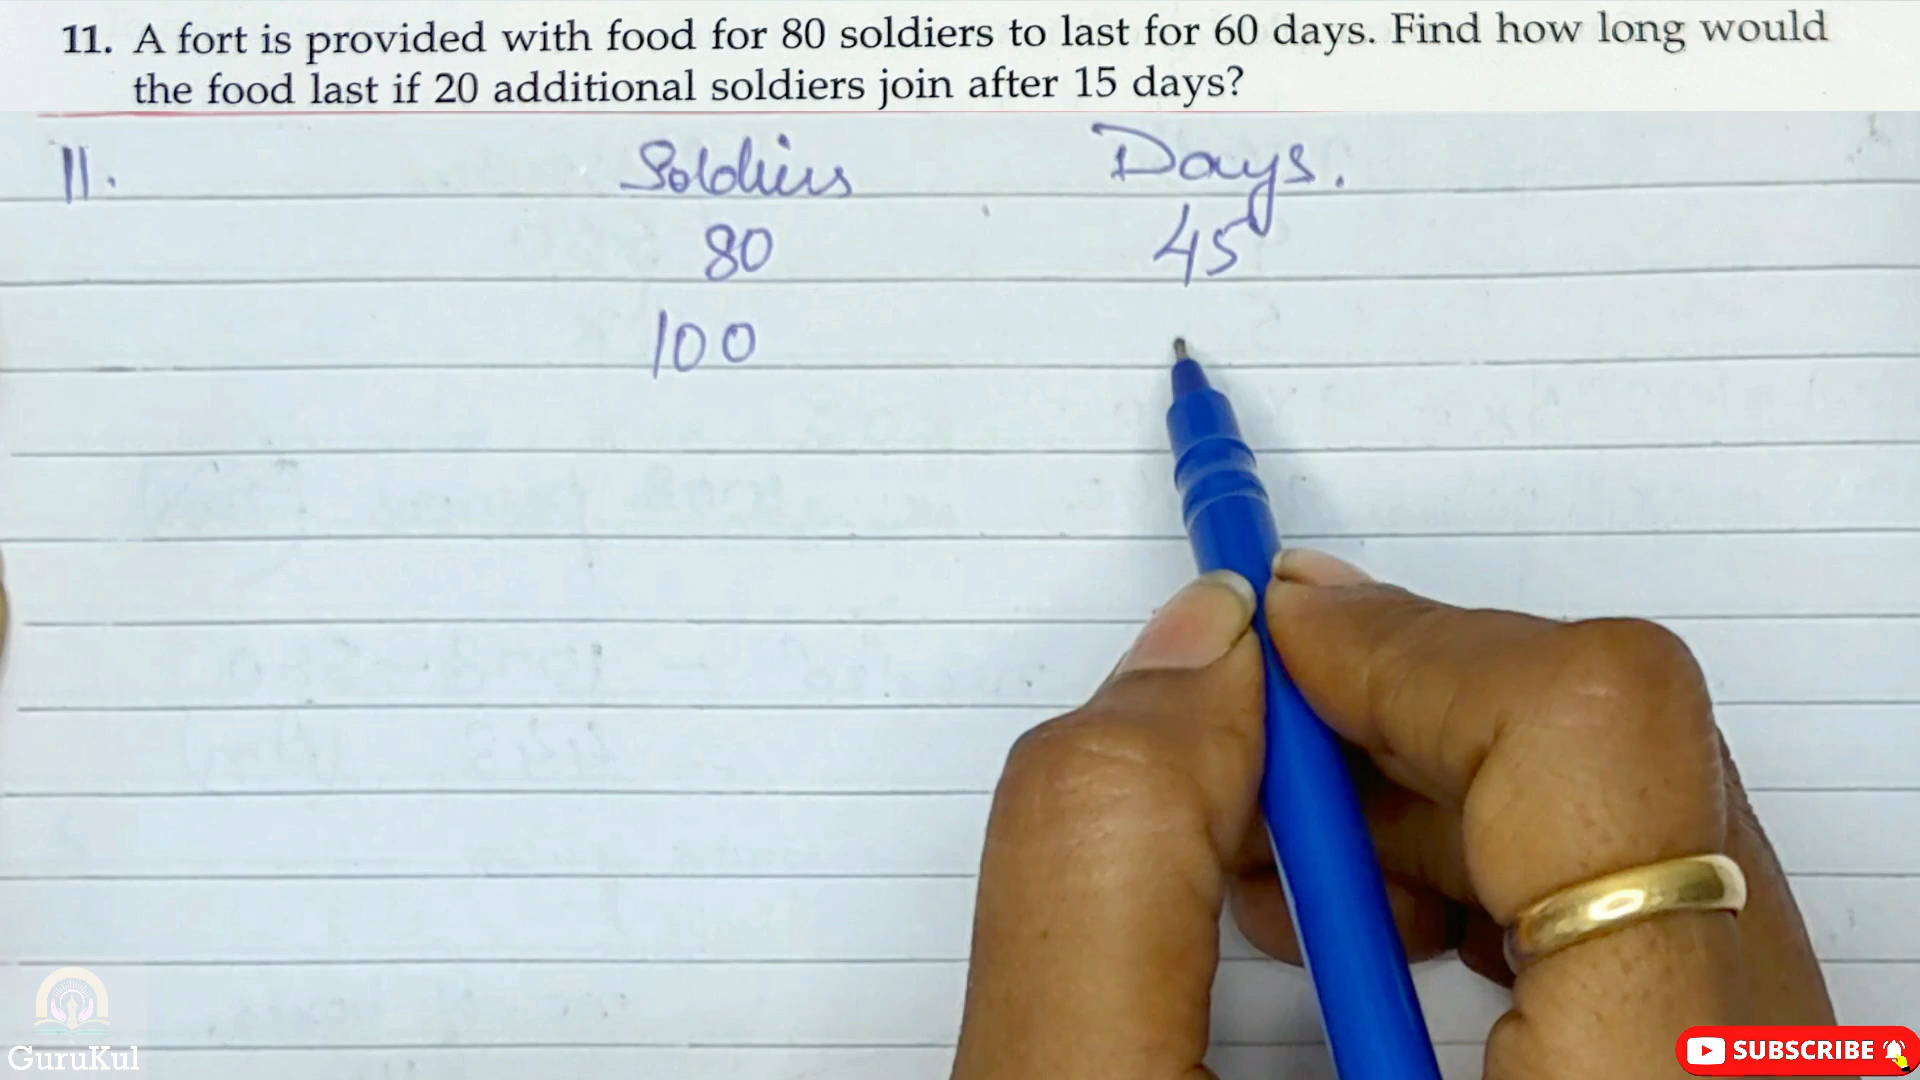 11. A fort is provided with food for 80 soldiers to last for 60 days. Find how long would
the food last if 20 additional soldiers join after 15 days?
11. Soldiers Days.
80 45
100
GuruKul
SUBSCRIBE